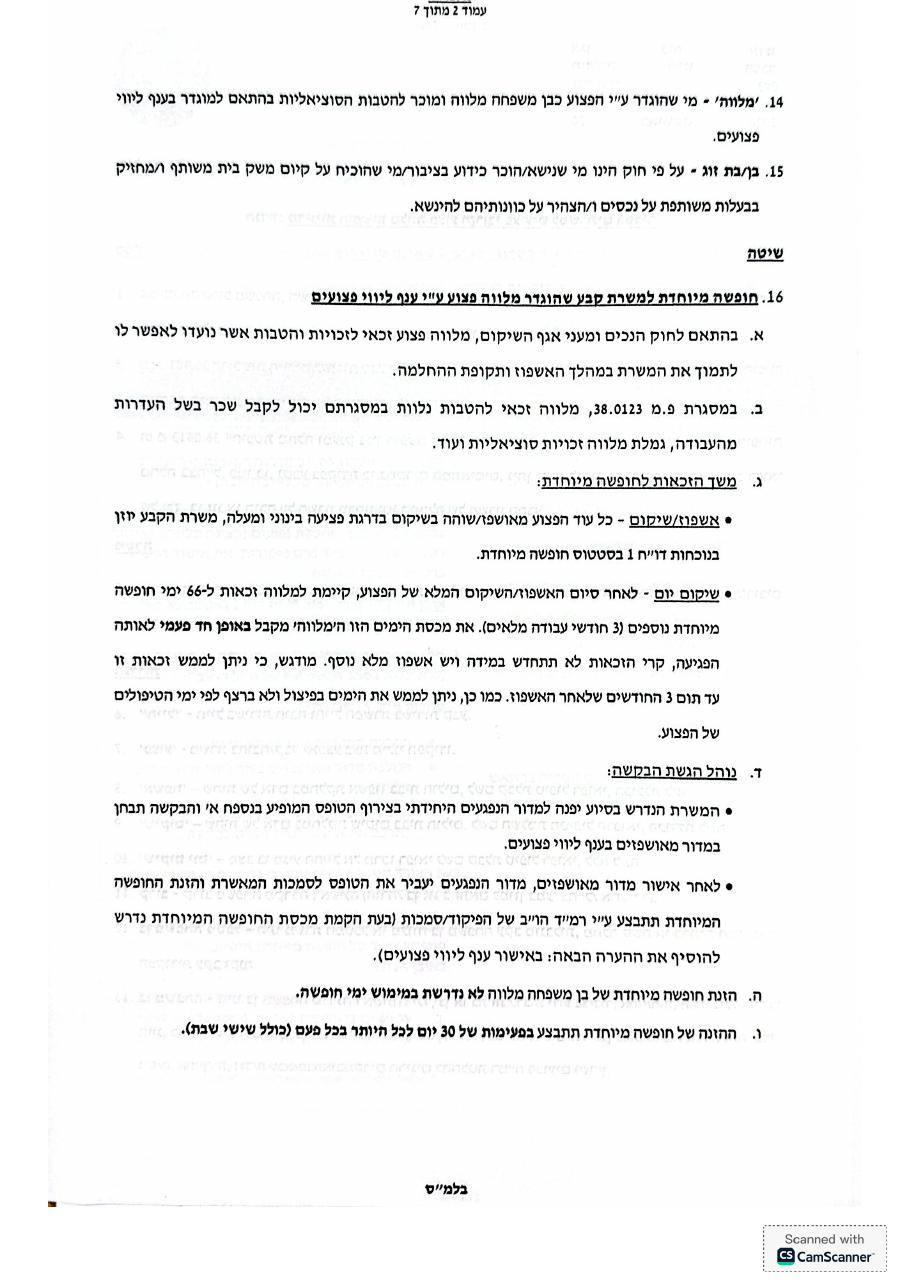 עמוד 2 מתוך 7
14. 'מלווה' - מי שהוגדר ע"י הפצוע כבן משפחה מלווה ומוכר להטבות הסוציאליות בהתאם למוגדר בענף ליווי
פצועים.
15. בן/בת זוג - על פי חוק הינו מי שנישא/הוכר כידוע בציבור/מי שהוכיח על קיום משק בית משותף ו/מחזיק
בבעלות משותפת על נכסים ו/הצהיר על כוונותיהם להינשא.
שיטה
16. חופשה מיוחדת למשרת קבע שהוגדר מלווה פצוע ע"י ענף ליווי פצועים
א. בהתאם לחוק הנכים ומעני אגף השיקום, מלווה פצוע זכאי לזכויות והטבות אשר נועדו לאפשר לו
לתמוך את המשרת במהלך האשפוז ותקופת ההחלמה.
ב. במסגרת פ.מ 38.0123, מלווה זכאי להטבות נלוות במסגרתם יכול לקבל שכר בשל העדרות
מהעבודה, גמלת מלווה זכויות סוציאליות ועוד.
ג. משך הזכאות לחופשה מיוחדת:
• אשפוז/שיקום - כל עוד הפצוע מאושפז/שוהה בשיקום בדרגת פציעה בינוני ומעלה, משרת הקבע יוזן
בנוכחות דו"ח 1 בסטטוס חופשה מיוחדת.
• שיקום יום - לאחר סיום האשפוז/השיקום המלא של הפצוע, קיימת למלווה זכאות ל-66 ימי חופשה
מיוחדת נוספים (3 חודשי עבודה מלאים). את מכסת הימים הזו ה'מלווה' מקבל באופן חד פעמי לאותה
הפגיעה, קרי הזכאות לא תתחדש במידה ויש אשפוז מלא נוסף. מודגש, כי ניתן לממש זכאות זו
עד תום 3 החודשים שלאחר האשפוז. כמו כן, ניתן לממש את הימים בפיצול ולא ברצף לפי ימי הטיפולים
של הפצוע.
ד. נוהל הגשת הבקשה:
• המשרת הנדרש בסיוע יפנה למדור הנפגעים היחידתי בצירוף הטופס המופיע בנספח א' והבקשה תבחן
במדור מאושפזים בענף ליווי פצועים.
• לאחר אישור מדור מאושפזים, מדור הנפגעים יעביר את הטופס לסמכות המאשרת והזנת החופשה
המיוחדת תתבצע ע"י רמ"ד הו"ב של הפיקוד/סמכות (בעת הקמת מכסת החופשה המיוחדת נדרש
להוסיף את ההערה הבאה: באישור ענף ליווי פצועים).
ה. הזנת חופשה מיוחדת של בן משפחה מלווה לא נדרשת במימוש ימי חופשה.
ו. ההזנה של חופשה מיוחדת תתבצע בפעימות של 30 יום לכל היותר בכל פעם (כולל שישי שבת).
בלמ"ס
Scanned with
CS CamScanner